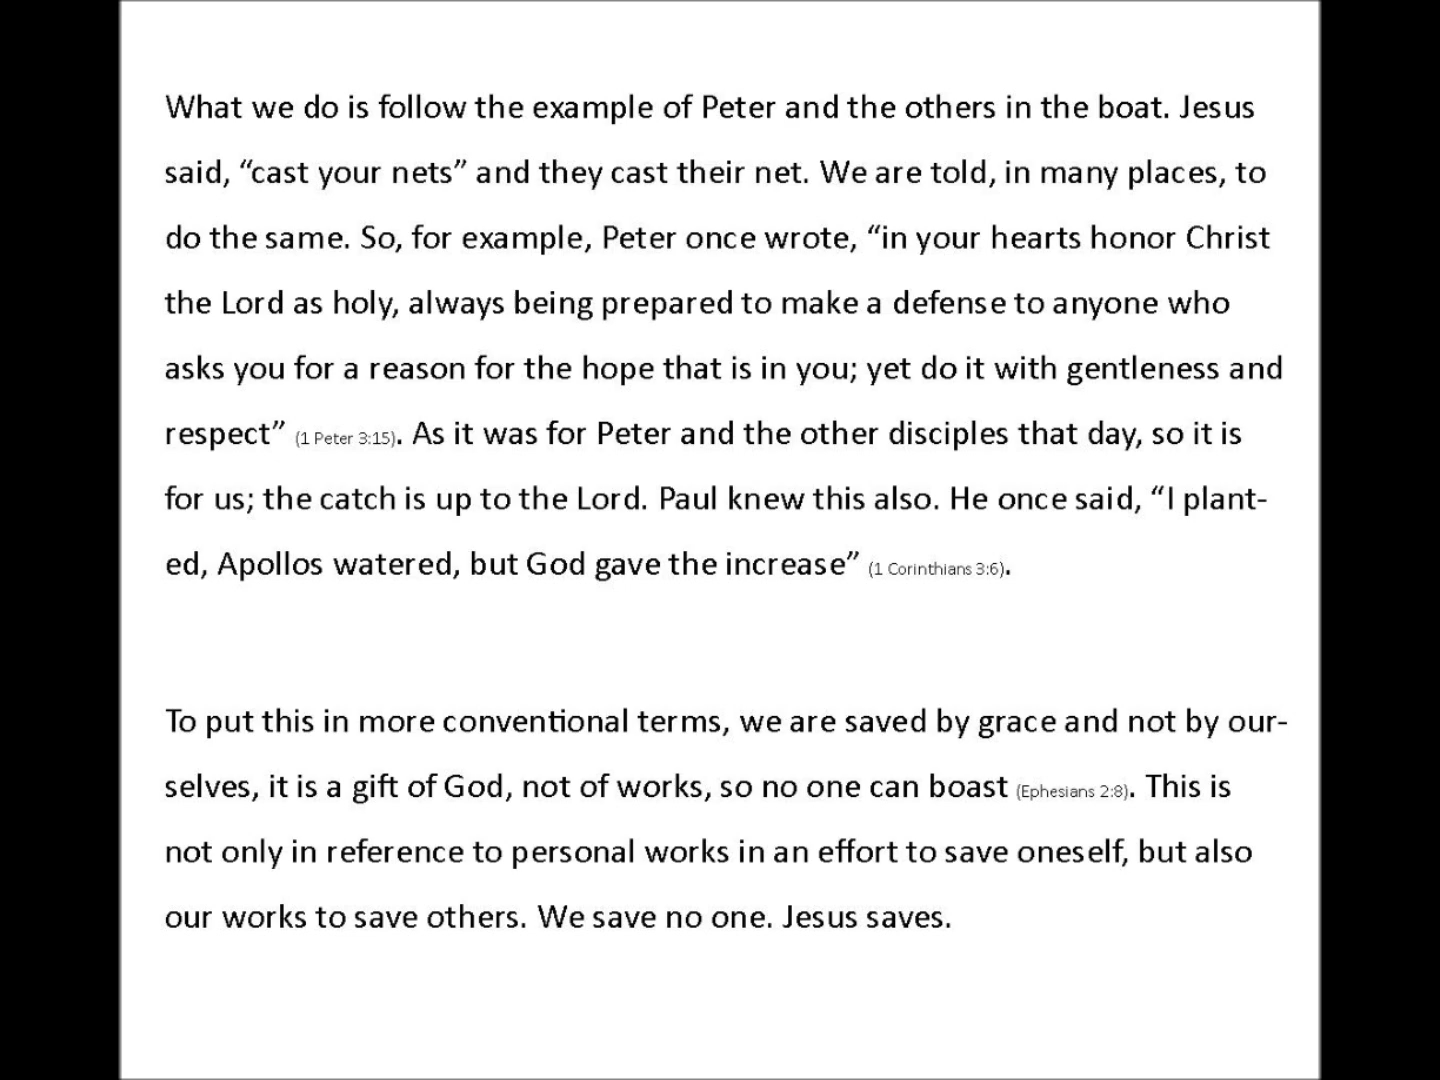 What we do is follow the example of Peter and the others in the boat. Jesus
said, “cast your nets” and they cast their net. We are told, in many places, to
do the same. So, for example, Peter once wrote, “in your hearts honor Christ
the Lord as holy, always being prepared to make a defense to anyone who
asks you for a reason for the hope that is in you; yet do it with gentleness and
respect” (1 Peter 3:15). As it was for Peter and the other disciples that day, so it is
for us; the catch is up to the Lord. Paul knew this also. He once said, “I plant-
ed, Apollos watered, but God gave the increase” (1 Corinthians 3:6).
To put this in more conventional terms, we are saved by grace and not by our-
selves, it is a gift of God, not of works, so no one can boast (Ephesians 2:8). This is
not only in reference to personal works in an effort to save oneself, but also
our works to save others. We save no one. Jesus saves.